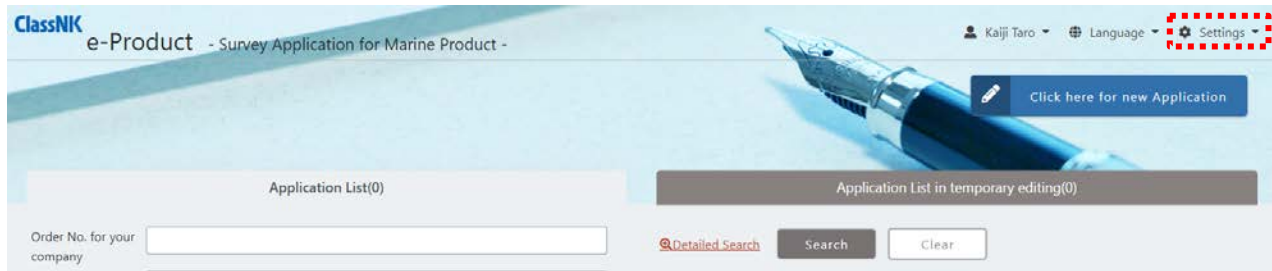 ClassNK
e-Product - Survey Application for Marine Product -
Kaiji Taro
Language
Settings
Click here for new Application
Application List(0)
Application List in temporary editing(0)
Order No. for your
company
Detailed Search
Search
Clear